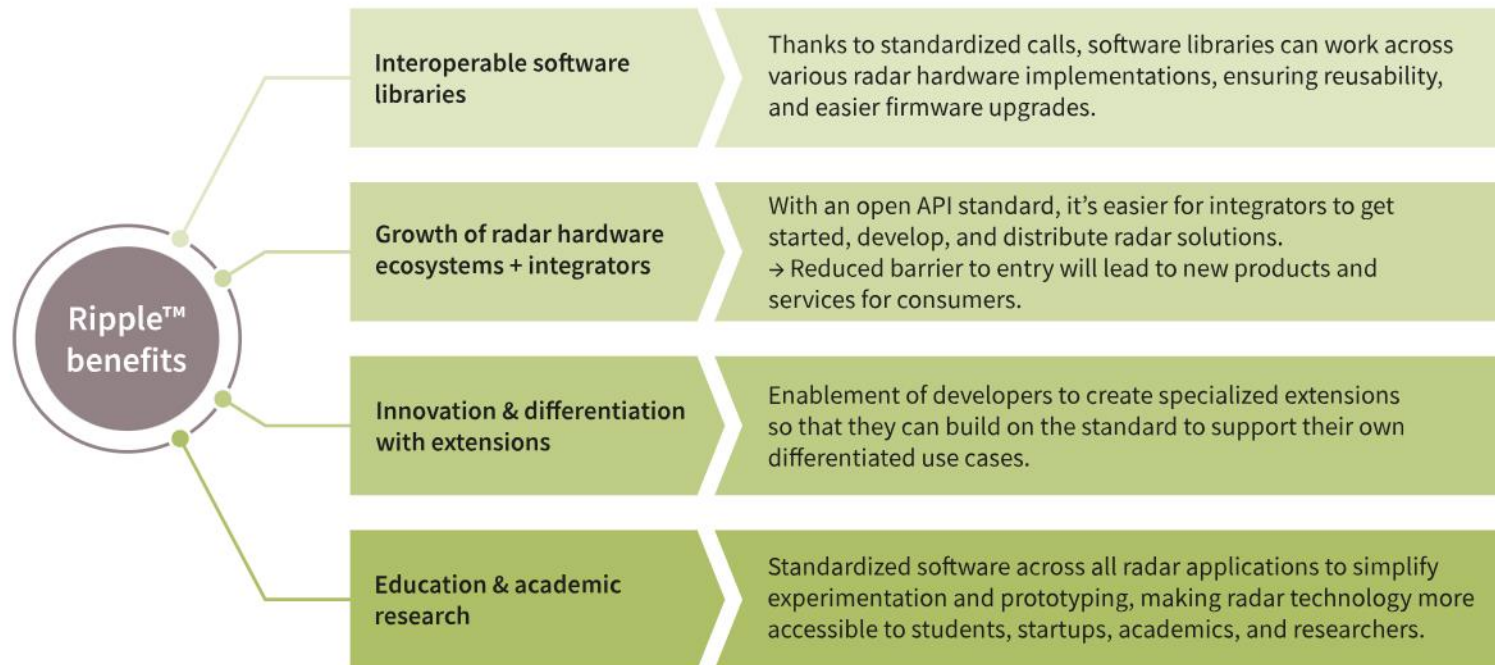 Ripple™
benefits
Interoperable software
libraries
Thanks to standardized calls, software libraries can work across
various radar hardware implementations, ensuring reusability,
and easier firmware upgrades.
Growth of radar hardware
ecosystems + integrators
With an open API standard, it’s easier for integrators to get
started, develop, and distribute radar solutions.
→ Reduced barrier to entry will lead to new products and
services for consumers.
Innovation & differentiation
with extensions
Enablement of developers to create specialized extensions
so that they can build on the standard to support their own
differentiated use cases.
Education & academic
research
Standardized software across all radar applications to simplify
experimentation and prototyping, making radar technology more
accessible to students, startups, academics, and researchers.